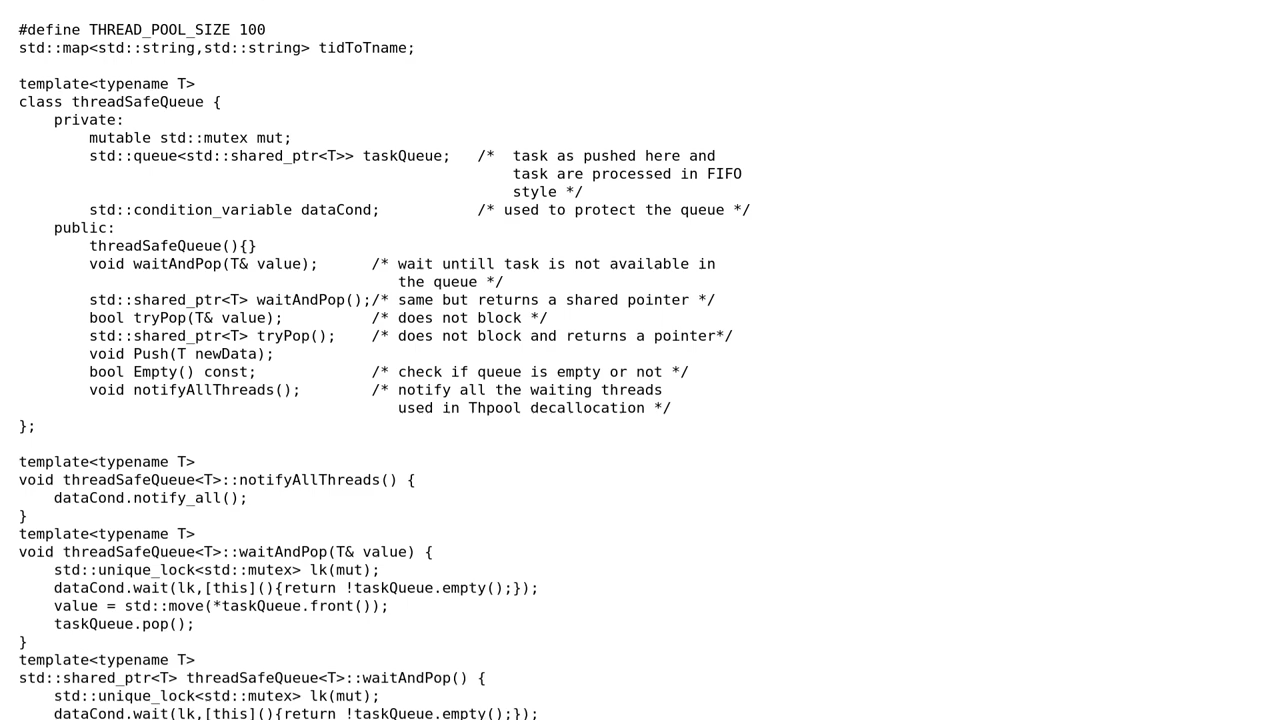 #define THREAD_POOL_SIZE 100
std::map<std::string,std::string> tidToTname;

template<typename T>
class threadSafeQueue {
    private:
        mutable std::mutex mut;
        std::queue<std::shared_ptr<T>> taskQueue;   /*  task as pushed here and
                                                        task are processed in FIFO
                                                        style */
        std::condition_variable dataCond;           /* used to protect the queue */
    public:
        threadSafeQueue(){}
        void waitAndPop(T& value);      /* wait untill task is not available in
                                           the queue */
        std::shared_ptr<T> waitAndPop();/* same but returns a shared pointer */
        bool tryPop(T& value);          /* does not block */
        std::shared_ptr<T> tryPop();    /* does not block and returns a pointer*/
        void Push(T newData);
        bool Empty() const;             /* check if queue is empty or not */
        void notifyAllThreads();        /* notify all the waiting threads
                                           used in Thpool decallocation */
};

template<typename T>
void threadSafeQueue<T>::notifyAllThreads() {
    dataCond.notify_all();
}
template<typename T>
void threadSafeQueue<T>::waitAndPop(T& value) {
    std::unique_lock<std::mutex> lk(mut);
    dataCond.wait(lk,[this](){return !taskQueue.empty();});
    value = std::move(*taskQueue.front());
    taskQueue.pop();
}
template<typename T>
std::shared_ptr<T> threadSafeQueue<T>::waitAndPop() {
    std::unique_lock<std::mutex> lk(mut);
    dataCond.wait(lk,[this](){return !taskQueue.empty();});